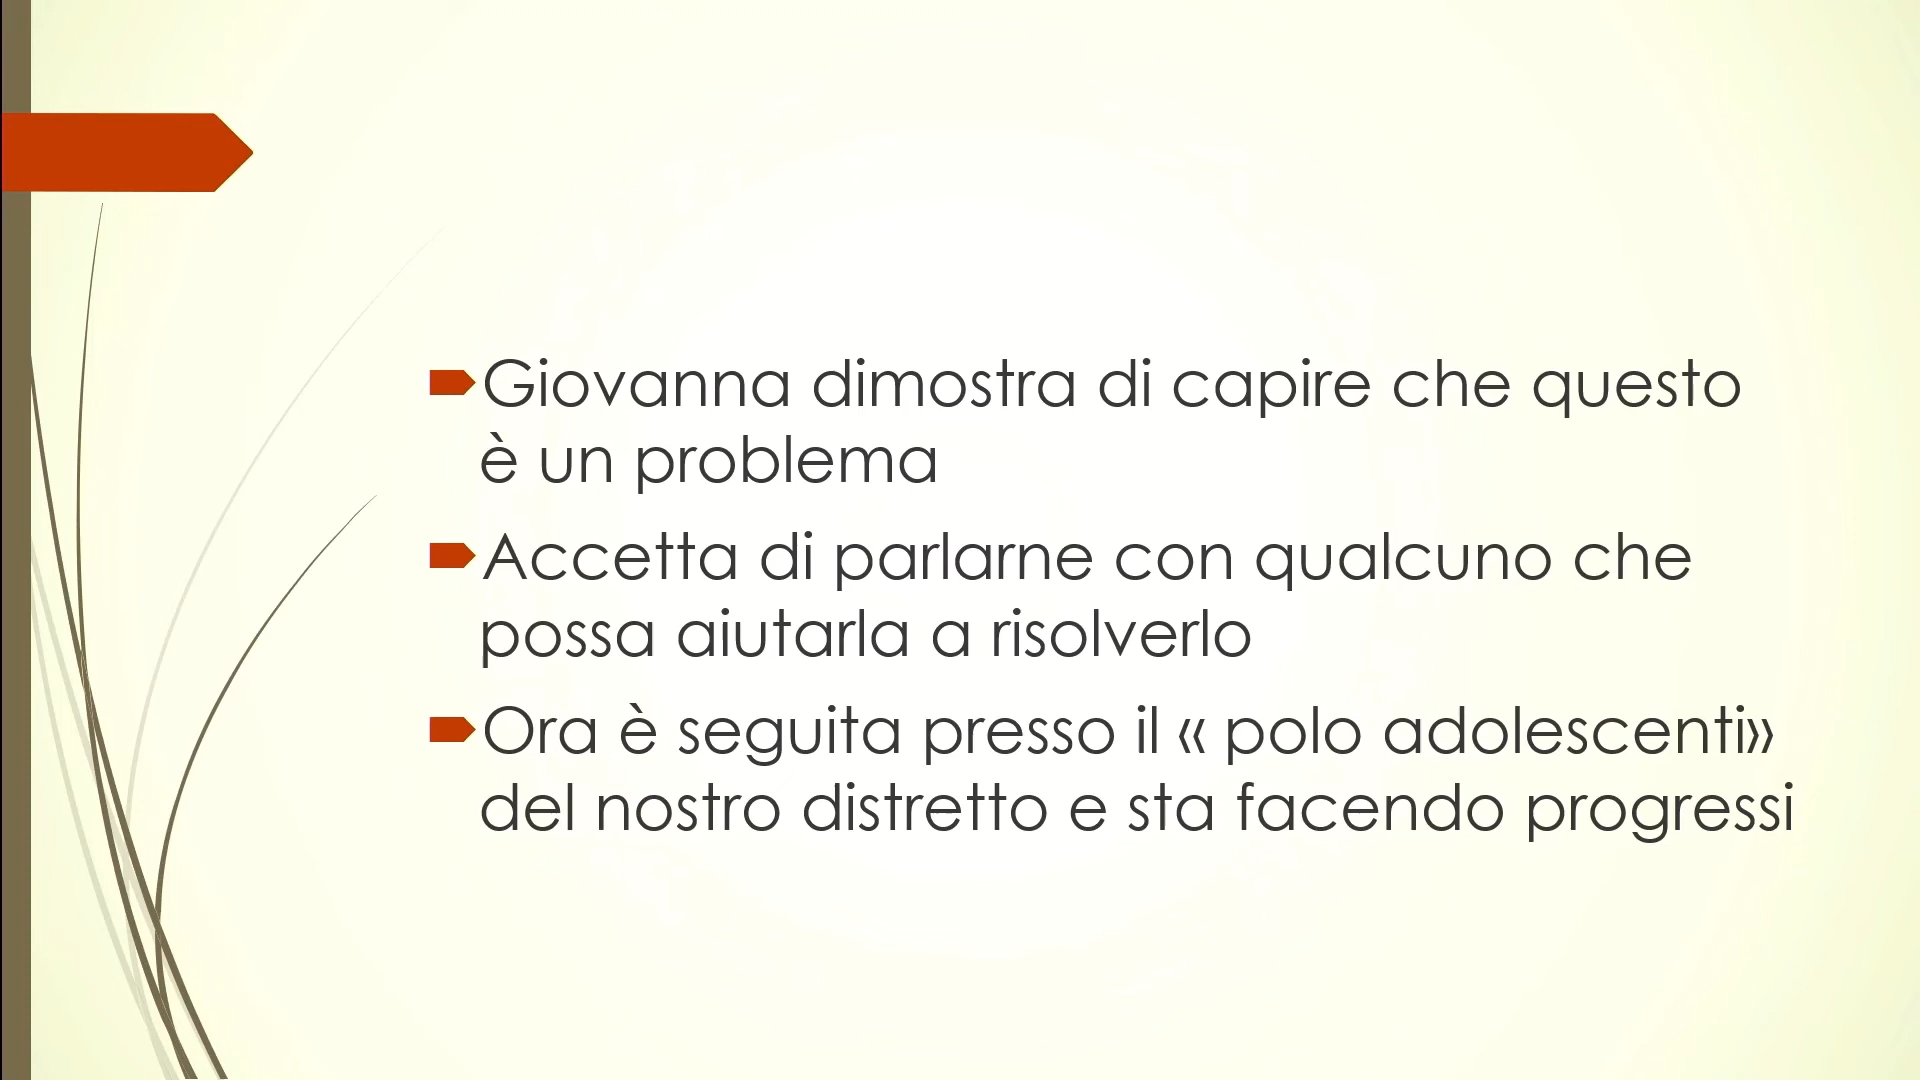 Giovanna dimostra di capire che questo
è un problema
Accetta di parlarne con qualcuno che
possa aiutarla a risolverlo
Ora è seguita presso il « polo adolescenti»
del nostro distretto e sta facendo progressi